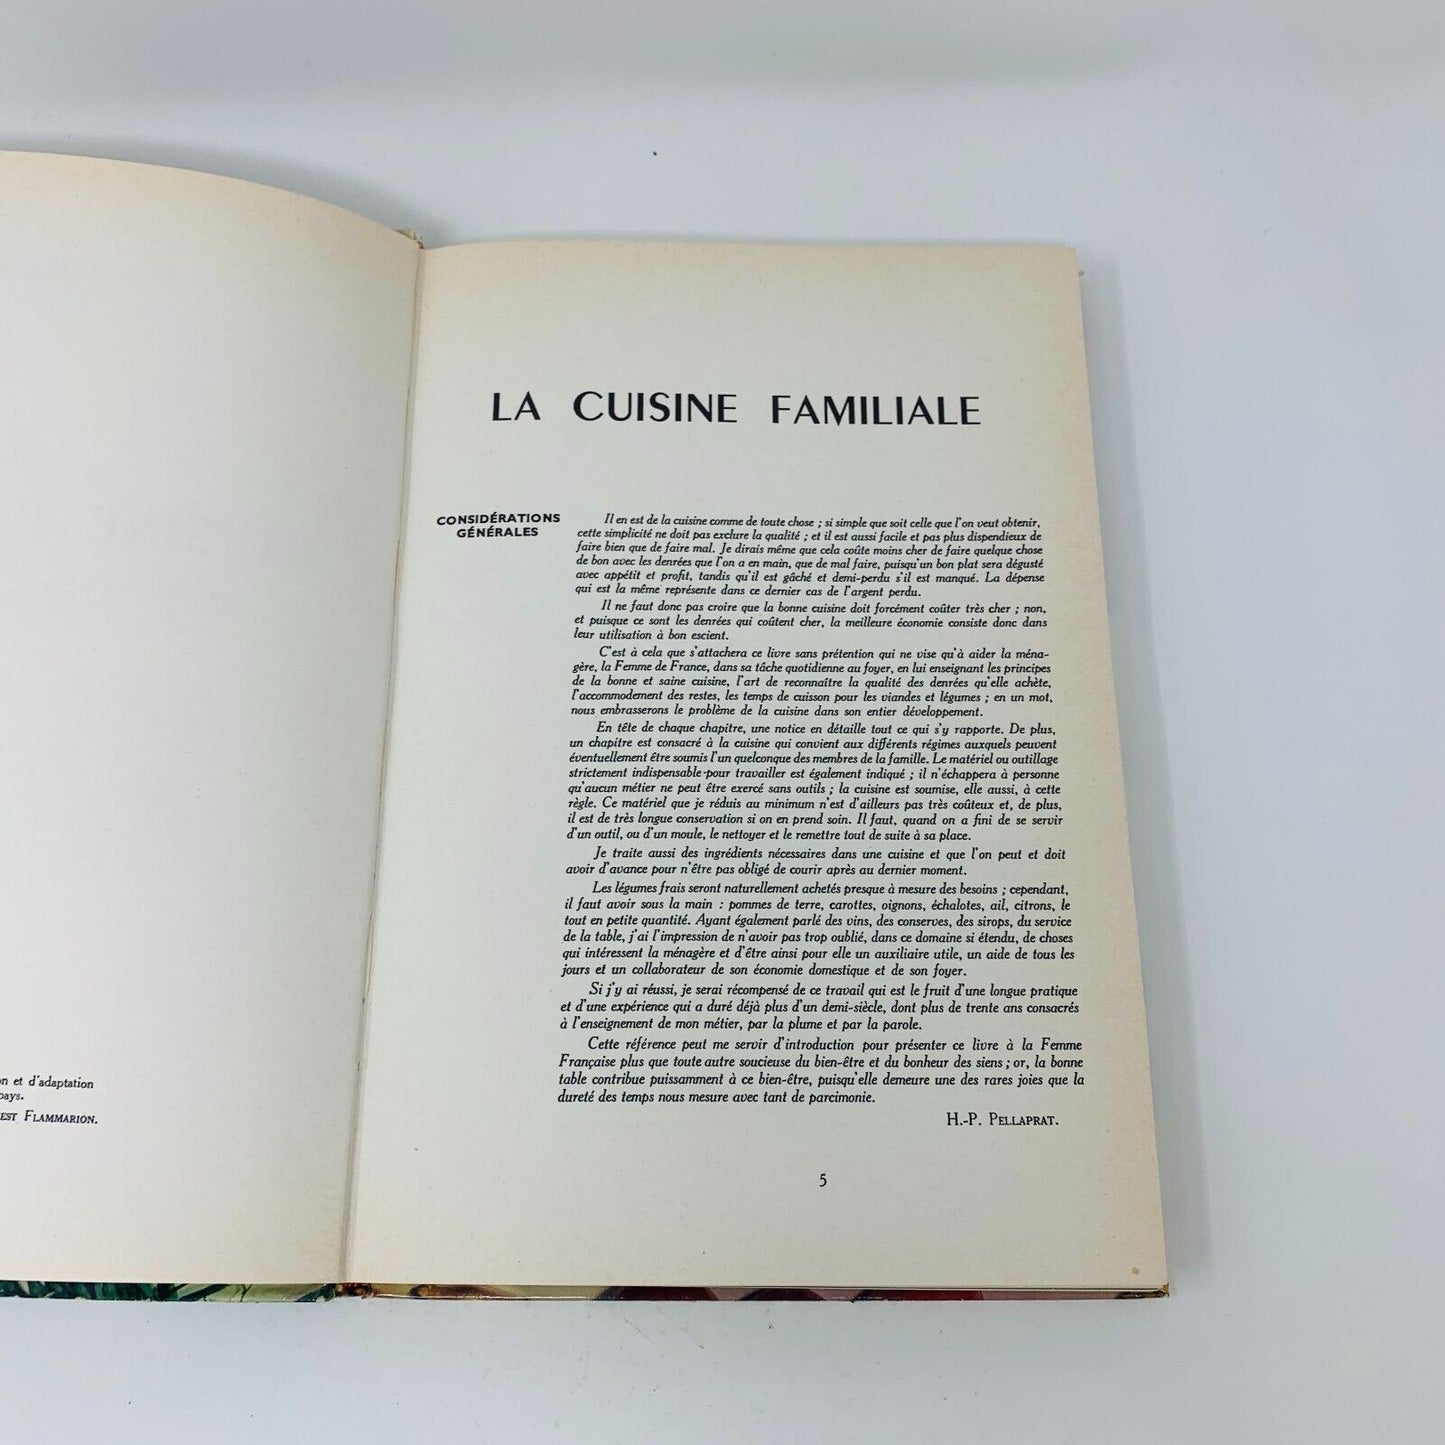 on et d'adaptation
pays.
EST FLAMMARION.
LA CUISINE FAMILIALE
CONSIDÉRATIONS
GÉNÉRALES
Il en est de la cuisine comme de toute chose ; si simple que soit celle que l'on veut obtenir,
cette simplicité ne doit pas exclure la qualité ; et il est aussi facile et pas plus dispendieux de
faire bien que de faire mal. Je dirais même que cela coûte moins cher de faire quelque chose
de bon avec les denrées que l'on a en main, que de mal faire, puisqu'un bon plat sera dégusté
avec appétit et profit, tandis qu'il est gâché et demi-perdu s'il est manqué. La dépense
qui est la même représente dans ce dernier cas de l'argent perdu.
Il ne faut donc pas croire que la bonne cuisine doit forcément coûter très cher ; non,
et puisque ce sont les denrées qui coûtent cher, la meilleure économie consiste donc dans
leur utilisation à bon escient.
C'est à cela que s'attachera ce livre sans prétention qui ne vise qu'à aider la ména-
gère, la Femme de France, dans sa tâche quotidienne au foyer, en lui enseignant les principes
de la bonne et saine cuisine, l'art de reconnaître la qualité des denrées qu'elle achète,
l'accommodement des restes, les temps de cuisson pour les viandes et légumes ; en un mot,
nous embrasserons le problème de la cuisine dans son entier développement.
En tête de chaque chapitre, une notice en détaille tout ce qui s'y rapporte. De plus,
un chapitre est consacré à la cuisine qui convient aux différents régimes auxquels peuvent
éventuellement être soumis l'un quelconque des membres de la famille. Le matériel ou outillage
strictement indispensable pour travailler est également indiqué ; il n'échappera à personne
qu'aucun métier ne peut être exercé sans outils ; la cuisine est soumise, elle aussi, à cette
règle. Ce matériel que je réduis au minimum n'est d'ailleurs pas très coûteux et, de plus,
il est de très longue conservation si on en prend soin. Il faut, quand on a fini de se servir
d'un outil, ou d'un moule, le nettoyer et le remettre tout de suite à sa place.
Je traite aussi des ingrédients nécessaires dans une cuisine et que l'on peut et doit
avoir d'avance pour n'être pas obligé de courir après au dernier moment.
Les légumes frais seront naturellement achetés presque à mesure des besoins ; cependant,
il faut avoir sous la main : pommes de terre, carottes, oignons, échalotes, ail, citrons, le
tout en petite quantité. Ayant également parlé des vins, des conserves, des sirops, du service
de la table, j'ai l'impression de n'avoir pas trop oublié, dans ce domaine si étendu, de choses
qui intéressent la ménagère et d'être ainsi pour elle un auxiliaire utile, un aide de tous les
jours et un collaborateur de son économie domestique et de son foyer.
Si j'y ai réussi, je serai récompensé de ce travail qui est le fruit d'une longue pratique
et d'une expérience qui a duré déjà plus d'un demi-siècle, dont plus de trente ans consacrés
à l'enseignement de mon métier, par la plume et par la parole.
Cette référence peut me servir d'introduction pour présenter ce livre à la Femme
Française plus que toute autre soucieuse du bien-être et du bonheur des siens ; or, la bonne
table contribue puissamment à ce bien-être, puisqu'elle demeure une des rares joies que la
dureté des temps nous mesure avec tant de parcimonie.
H.-P. PELLAPRAT.
5